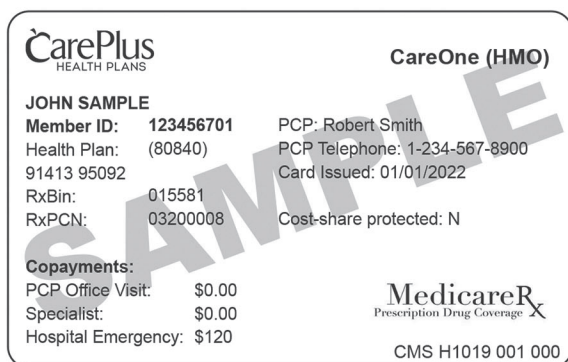 CarePlus
HEALTH PLANS
CareOne (HMO)
JOHN SAMPLE
Member ID: 123456701
PCP: Robert Smith
Health Plan: (80840)
PCP Telephone: 1-234-567-8900
91413 95092
Card Issued: 01/01/2022
RxBin: 015581
RxPCN: 03200008
Cost-share protected: N
SAMPLE
Copayments:
PCP Office Visit: $0.00
Specialist: $0.00
Hospital Emergency: $120
MedicareRx
Prescription Drug Coverage
CMS H1019 001 000